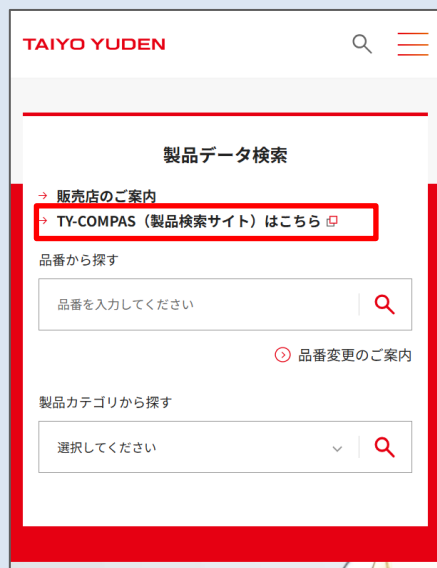 TAIYO YUDEN
製品データ検索
→ 販売店のご案内
→ TY-COMPAS（製品検索サイト）はこちら
品番から探す
品番を入力してください
品番変更のご案内
製品カテゴリから探す
選択してください